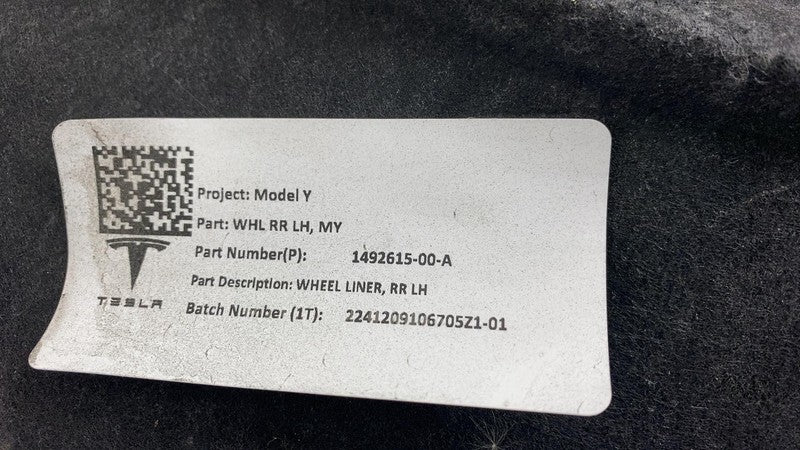 Project: Model Y
Part: WHL RR LH, MY
Part Number(P): 1492615-00-A
Part Description: WHEEL LINER, RR LH
Batch Number (1T): 2241209106705Z1-01
TESLA